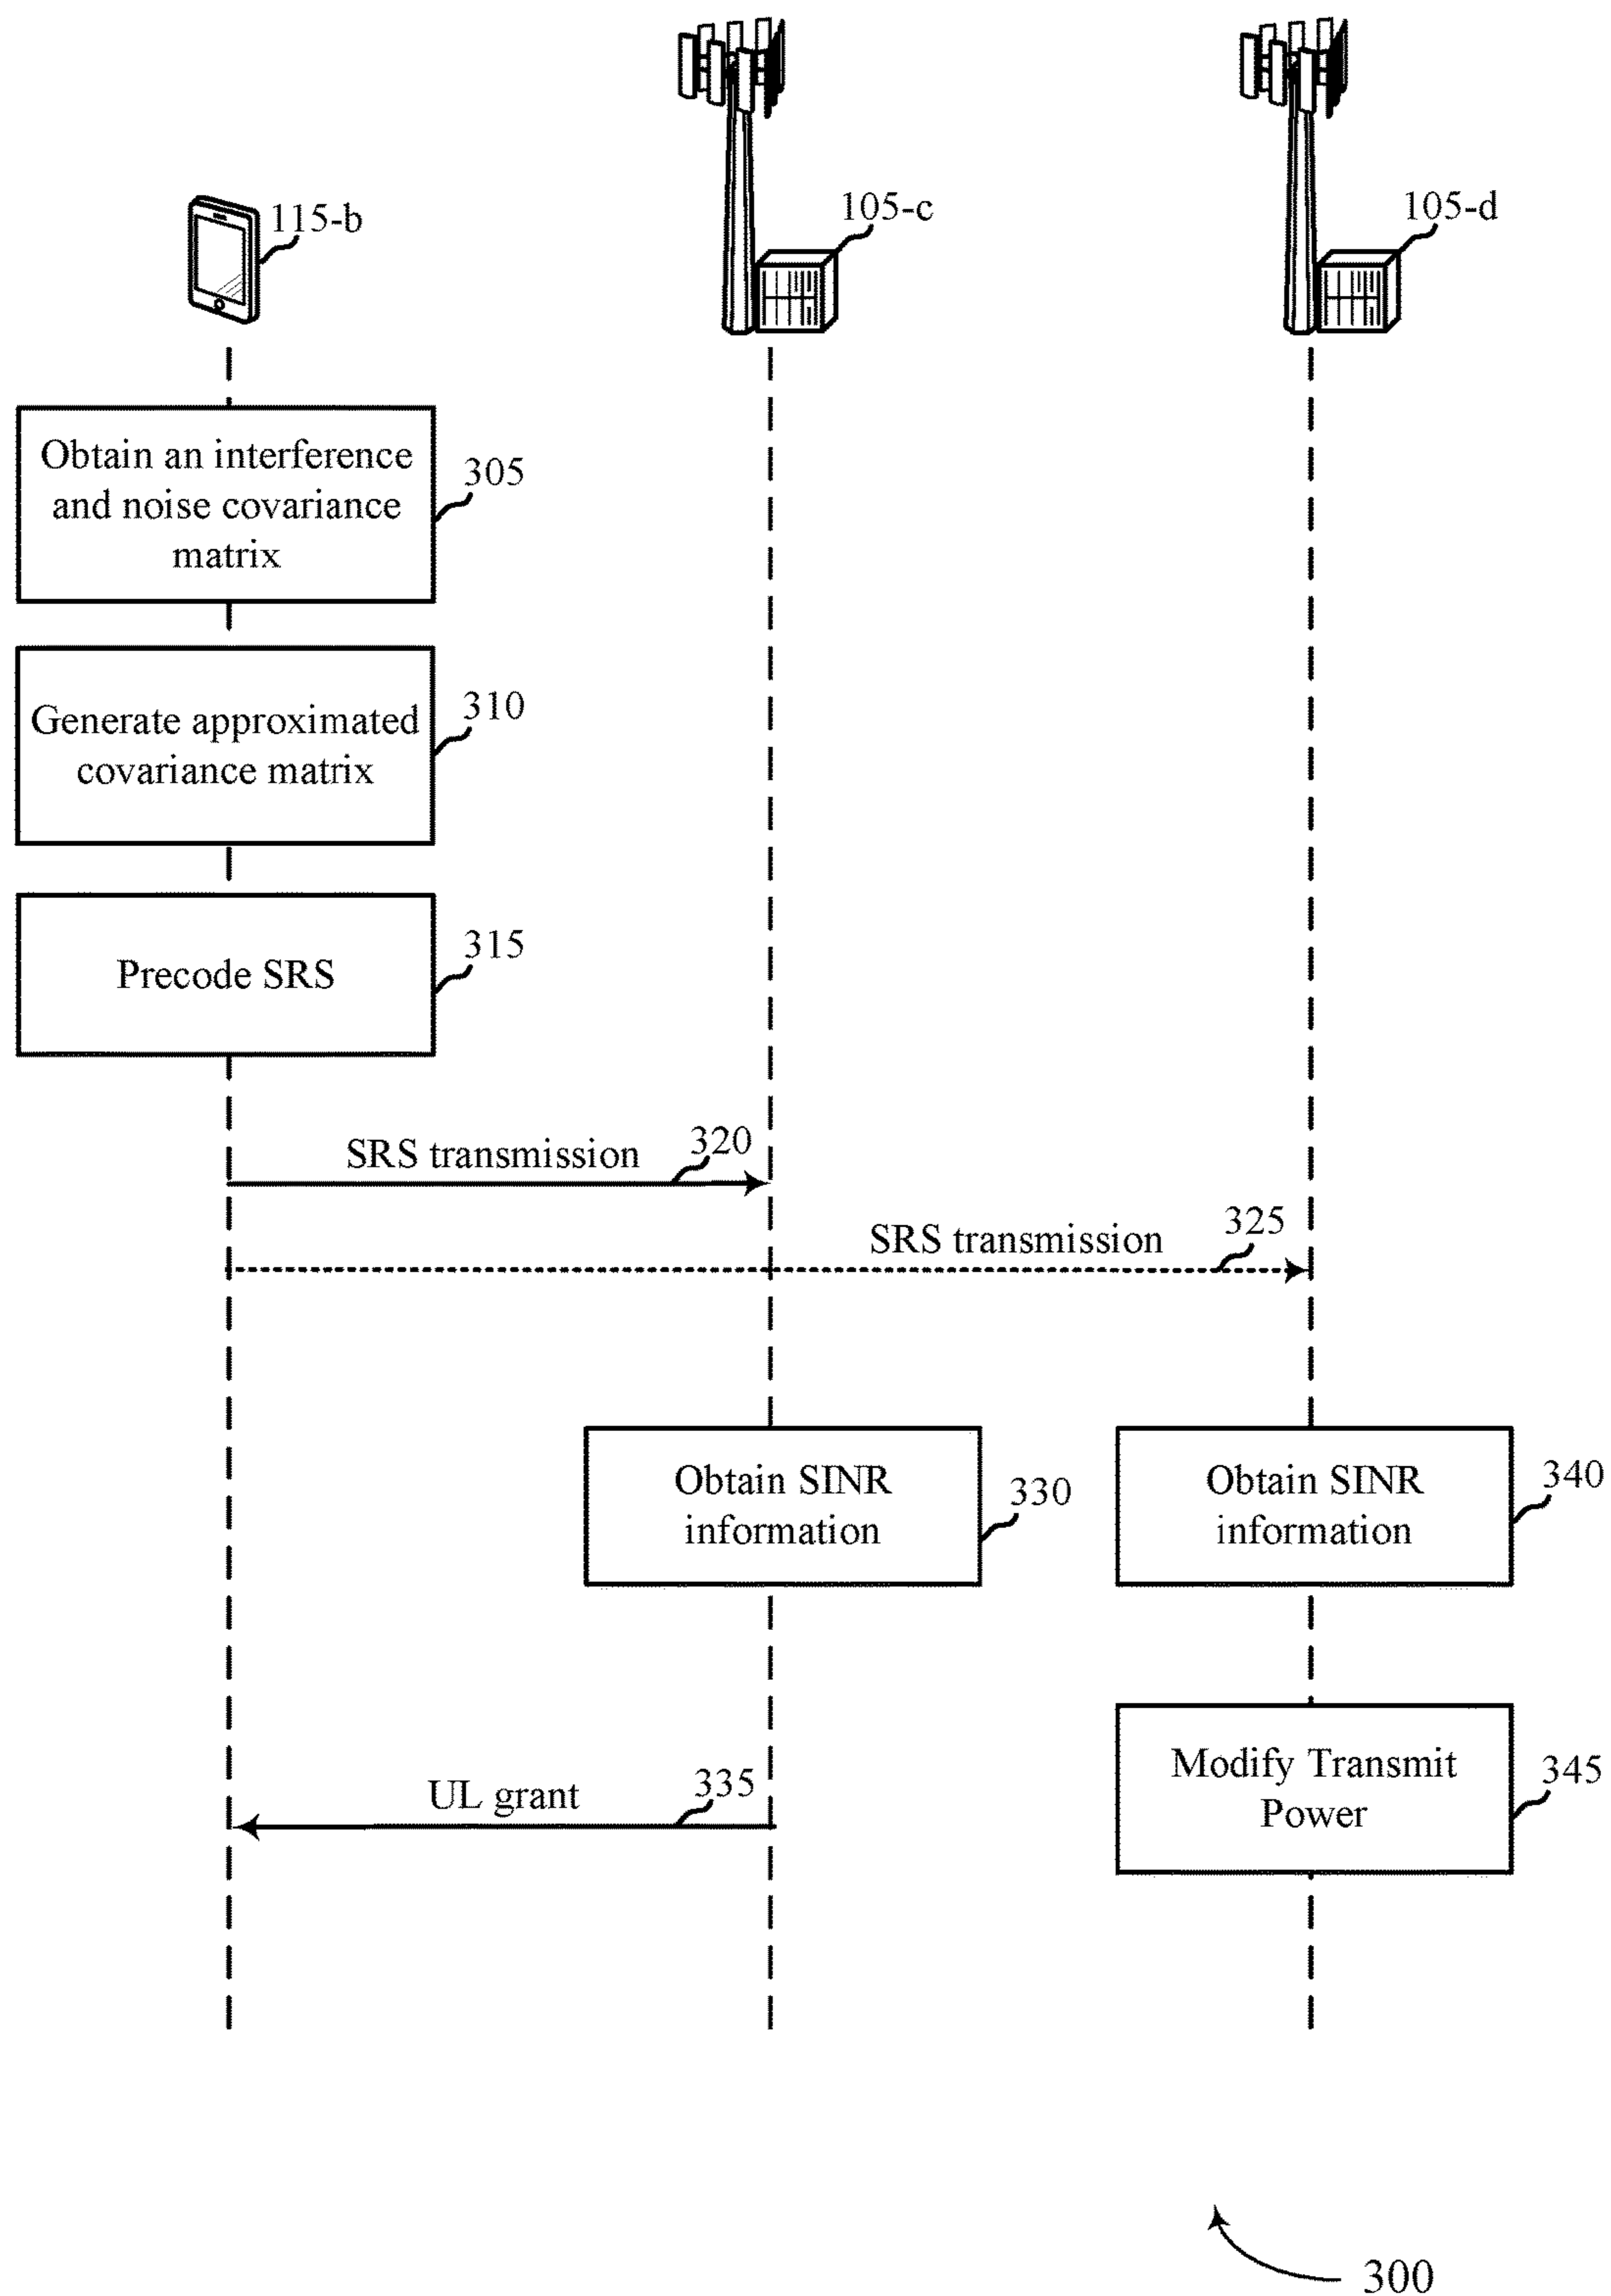 115-b
105-c
105-d
Obtain an interference
and noise covariance
matrix
305
Generate approximated
covariance matrix
310
Precode SRS
315
SRS transmission
320
SRS transmission
325
Obtain SINR
information
330
Obtain SINR
information
340
UL grant
335
Modify Transmit
Power
345
300